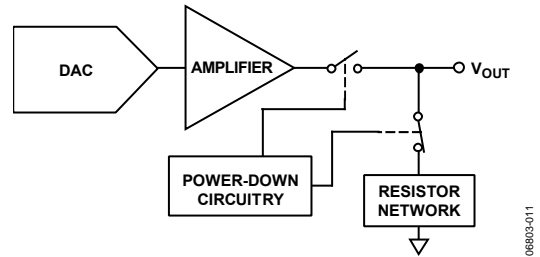 DAC
AMPLIFIER
VOUT
POWER-DOWN
CIRCUITRY
RESISTOR
NETWORK
06803-011